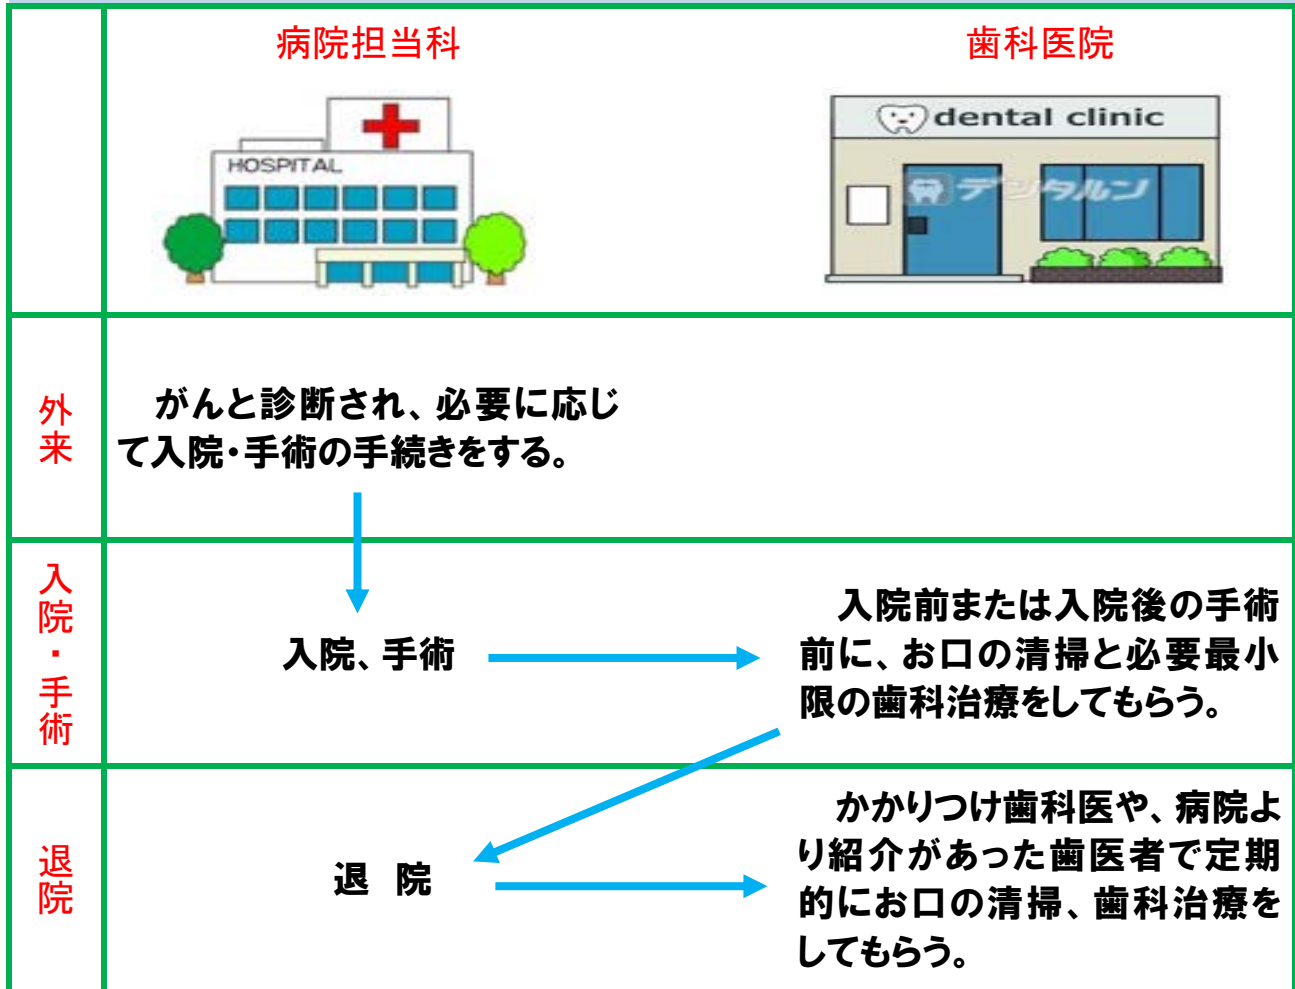 病院担当科
歯科医院
HOSPITAL
dental clinic
デンタルン
外来
がんと診断され、必要に応じ
て入院・手術の手続きをする。
入院・手術
入院、手術
入院前または入院後の手術
前に、お口の清掃と必要最小
限の歯科治療をしてもらう。
退院
退 院
かかりつけ歯科医や、病院よ
り紹介があった歯医者で定期
的にお口の清掃、歯科治療を
してもらう。